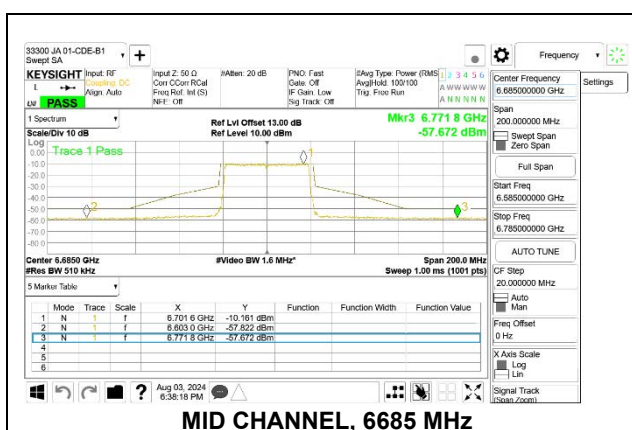 33300 JA 01-CDE-B1
Swept SA
Frequency
KEYSIGHT
Input: RF
Coupling: DC
Align: Auto
Input Z: 50 Ω
Corr CCorr RCal
Freq Ref: Int (S)
NFE: Off
#Atten: 20 dB
PNO: Fast
Gate: Off
IF Gain: Low
Sig Track: Off
#Avg Type: Power (RMS
Avg|Hold: 100/100
Trig: Free Run
1 2 3 4 5 6
A W W W W W
A N N N N N
L
PASS
Center Frequency
6.685000000 GHz
Settings
Span
200.000000 MHz
Swept Span
Zero Span
Full Span
Start Freq
6.585000000 GHz
Stop Freq
6.785000000 GHz
AUTO TUNE
CF Step
20.000000 MHz
Auto
Man
Freq Offset
0 Hz
X Axis Scale
Log
Lin
Signal Track
(Span Zoom)
1 Spectrum
Scale/Div 10 dB
Ref Lvl Offset 13.00 dB
Ref Level 10.00 dBm
Mkr3 6.771 8 GHz
-57.672 dBm
Log
Trace 1 Pass
0.00
-10.0
-20.0
-30.0
-40.0
-50.0
-60.0
-70.0
-80.0
1
2
3
Center 6.6850 GHz
#Res BW 510 kHz
#Video BW 1.6 MHz*
Span 200.0 MHz
Sweep 1.00 ms (1001 pts)
5 Marker Table
Mode Trace Scale X Y Function Function Width Function Value
1 N 1 f 6.701 6 GHz -10.161 dBm
2 N 1 f 6.603 0 GHz -57.822 dBm
3 N 1 f 6.771 8 GHz -57.672 dBm
4
5
6
?
Aug 03, 2024
6:38:18 PM
MID CHANNEL, 6685 MHz